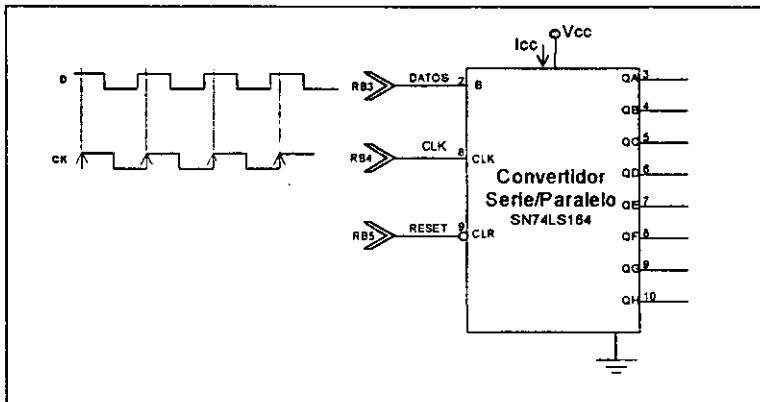 Icc
Vcc
D
CK
RB3
DATOS
2
B
RB4
CLK
8
CLK
RB5
RESET
9
CLR
Convertidor
Serie/Paralelo
SN74LS164
QA 3
QB 4
QC 5
QD 6
QE 7
QF 8
QG 9
QH 10